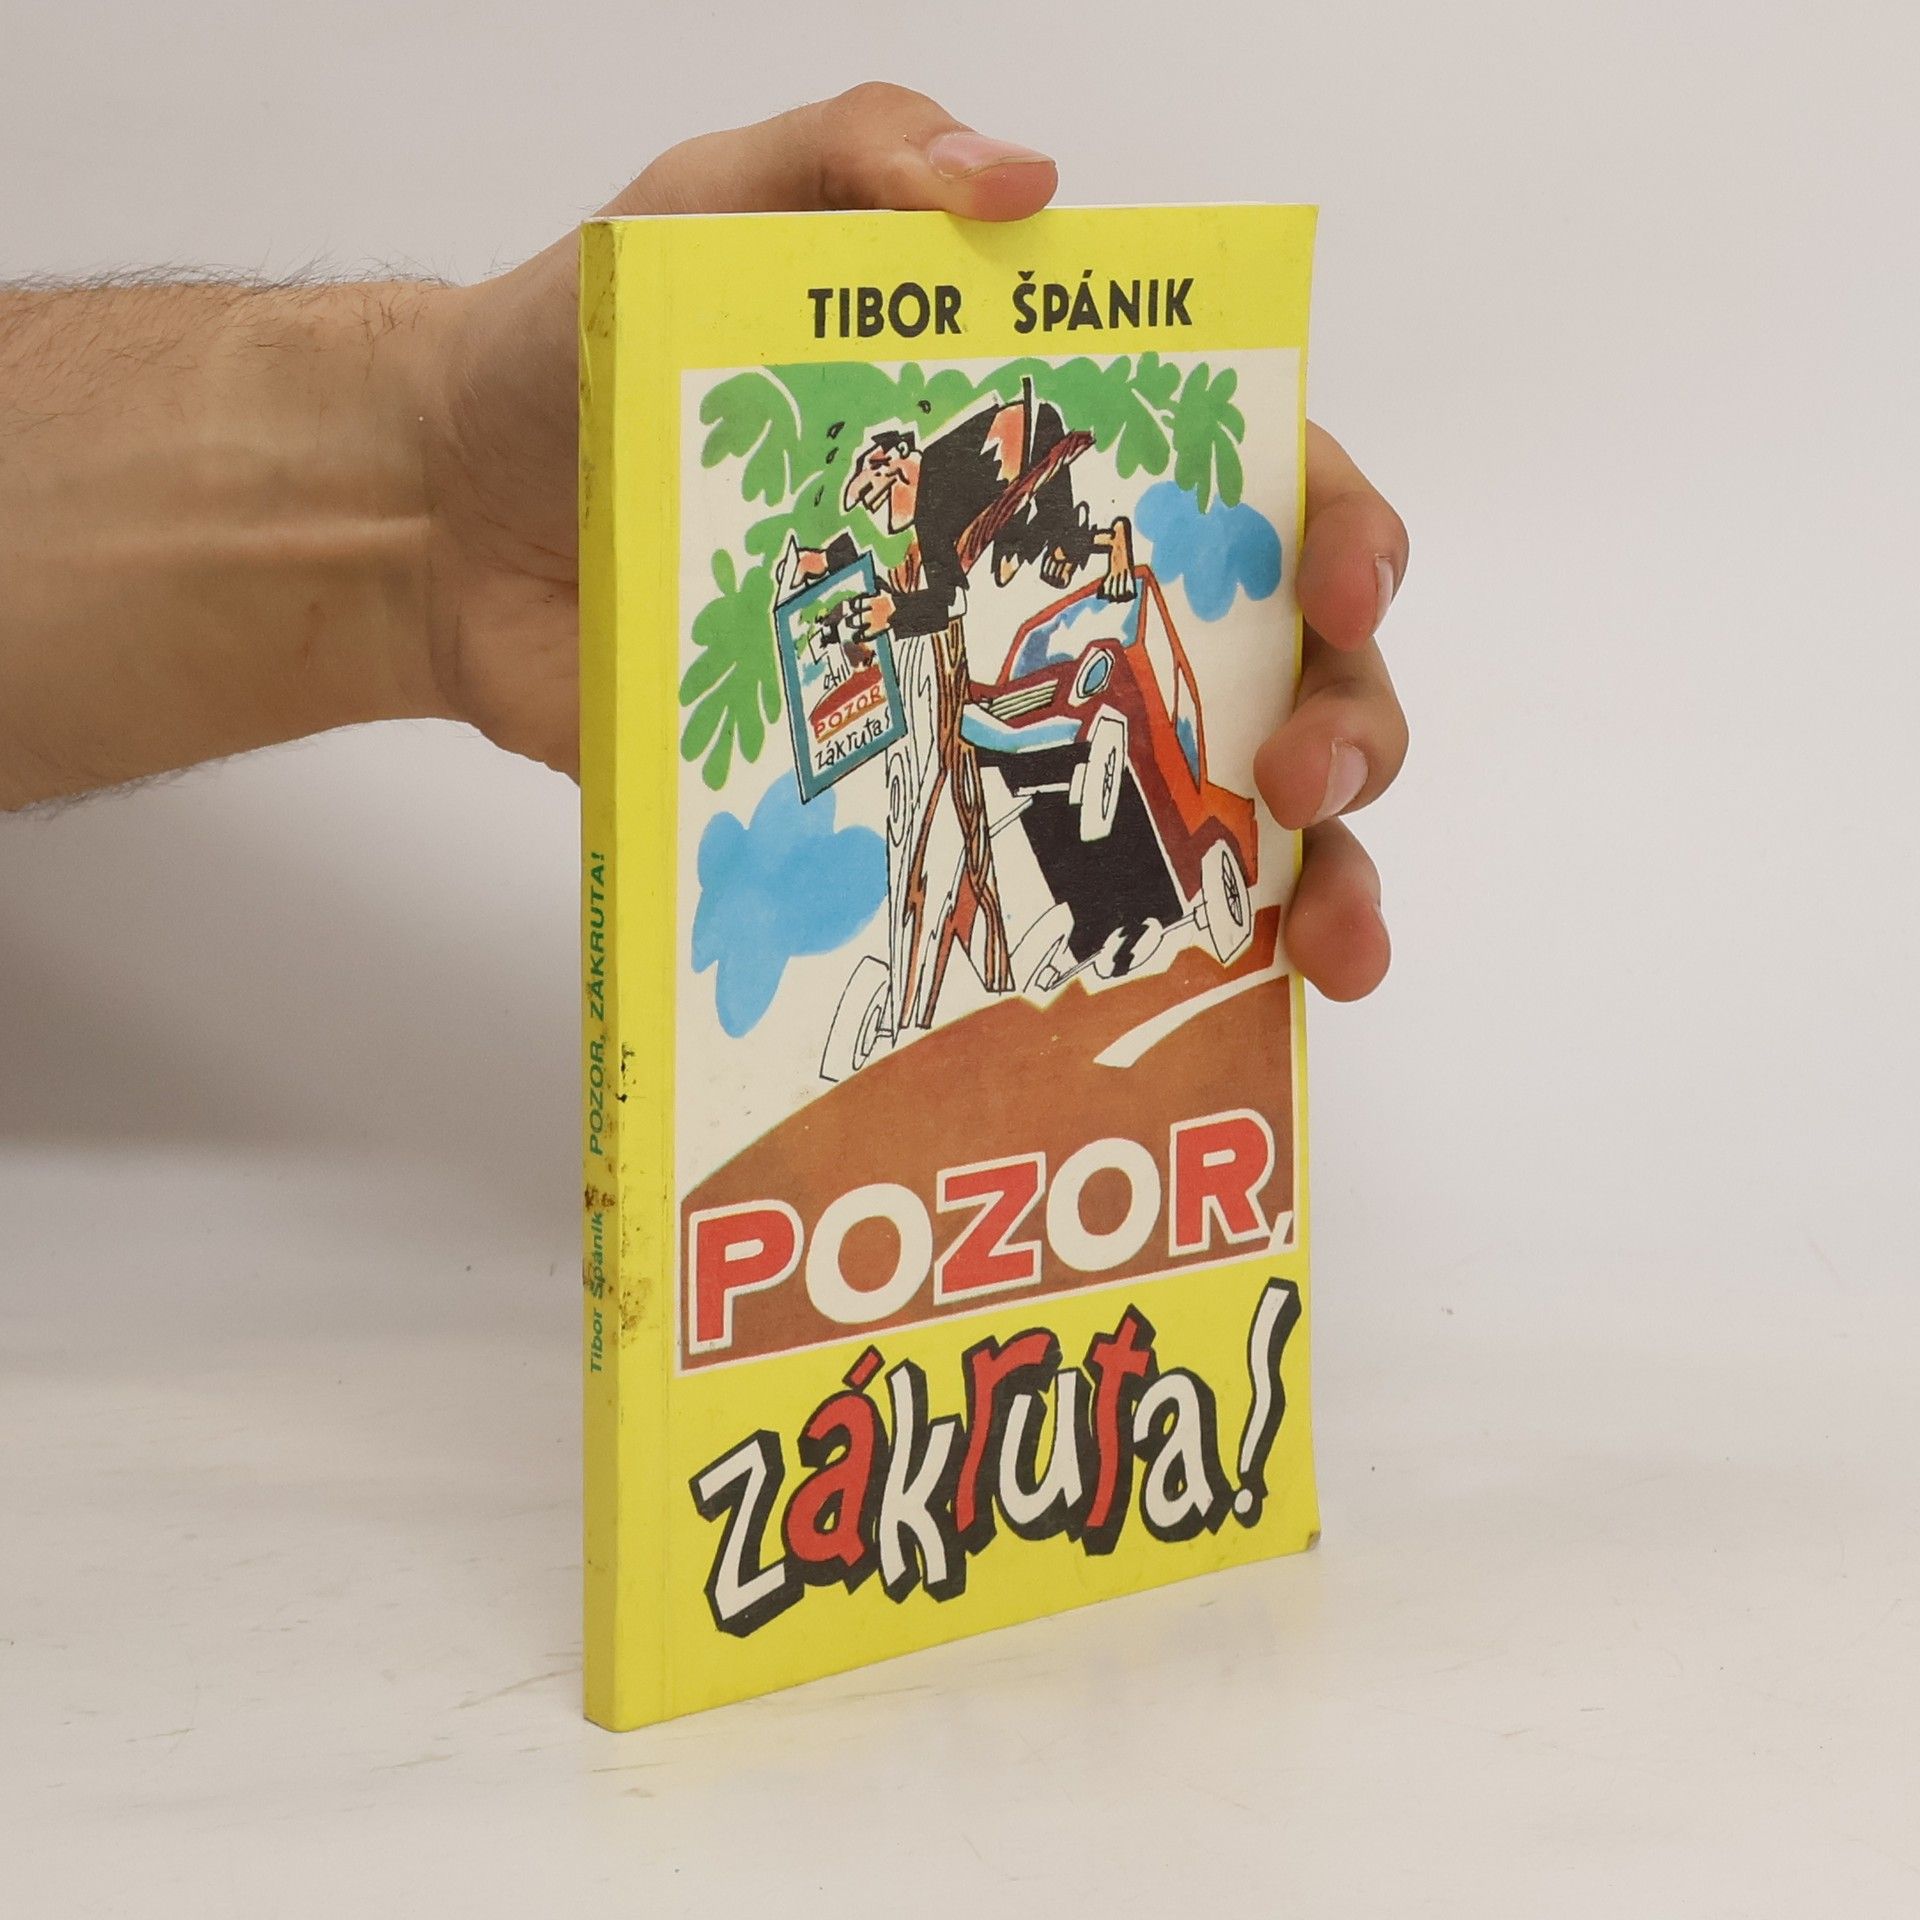 TIBOR ŠPÁNIK
POZOR
zákruta!
POZOR,
zákruta!
Tibor Špánik POZOR, ZÁKRUTA!